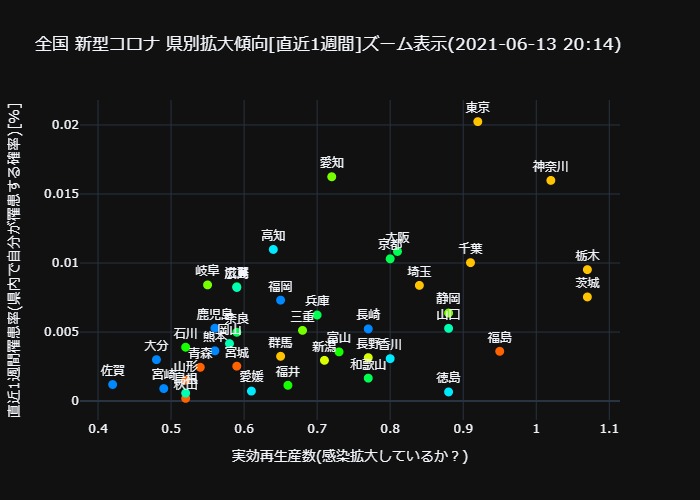 全国 新型コロナ 県別拡大傾向[直近1週間]ズーム表示(2021-06-13 20:14)
直近1週間罹患率(県内で自分が罹患する確率)[%]
0.02
0.015
0.01
0.005
0
東京
愛知
神奈川
高知
大阪
京都
千葉
栃木
岐阜
滋賀
埼玉
茨城
福岡
静岡
兵庫
鹿児島
奈良
三重
長崎
山口
石川
岡山
熊本
大分
青森
宮城
群馬
新潟
富山
長野
香川
福島
佐賀
宮崎
山形
秋田
愛媛
福井
和歌山
徳島
0.4
0.5
0.6
0.7
0.8
0.9
1
1.1
実効再生産数(感染拡大しているか？)